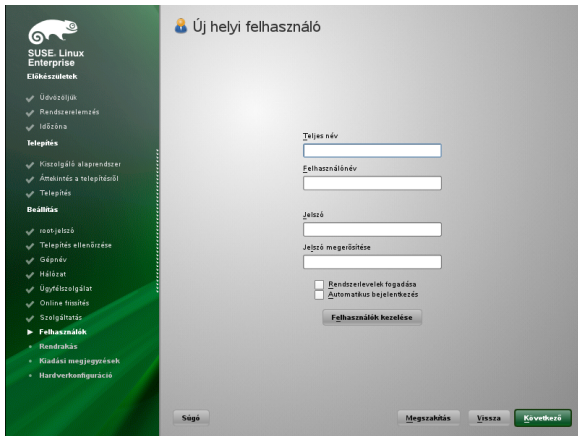 SUSE. Linux
Enterprise
Előkészületek
Üdvözöljük
Rendszerelemzés
Időzóna
Telepítés
Kiszolgáló alaprendszer
Áttekintés a telepítésről
Telepítés
Beállítás
root-jelszó
Telepítés ellenőrzése
Gépnév
Hálózat
Ügyfélszolgálat
Online frissítés
Szolgáltatás
Felhasználók
Rendrakás
Kiadási megjegyzések
Hardverkonfiguráció
Új helyi felhasználó
Teljes név
Felhasználónév
Jelszó
Jelszó megerősítése
Rendszerlevelek fogadása
Automatikus bejelentkezés
Felhasználók kezelése
Súgó
Megszakítás
Vissza
Következő